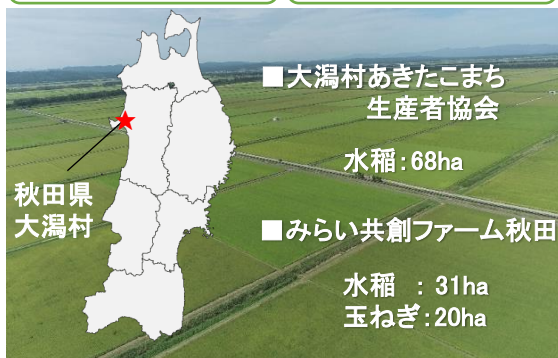 ■大潟村あきたこまち
生産者協会
水稲:68ha
秋田県
大潟村
■みらい共創ファーム秋田
水稲 : 31ha
玉ねぎ:20ha